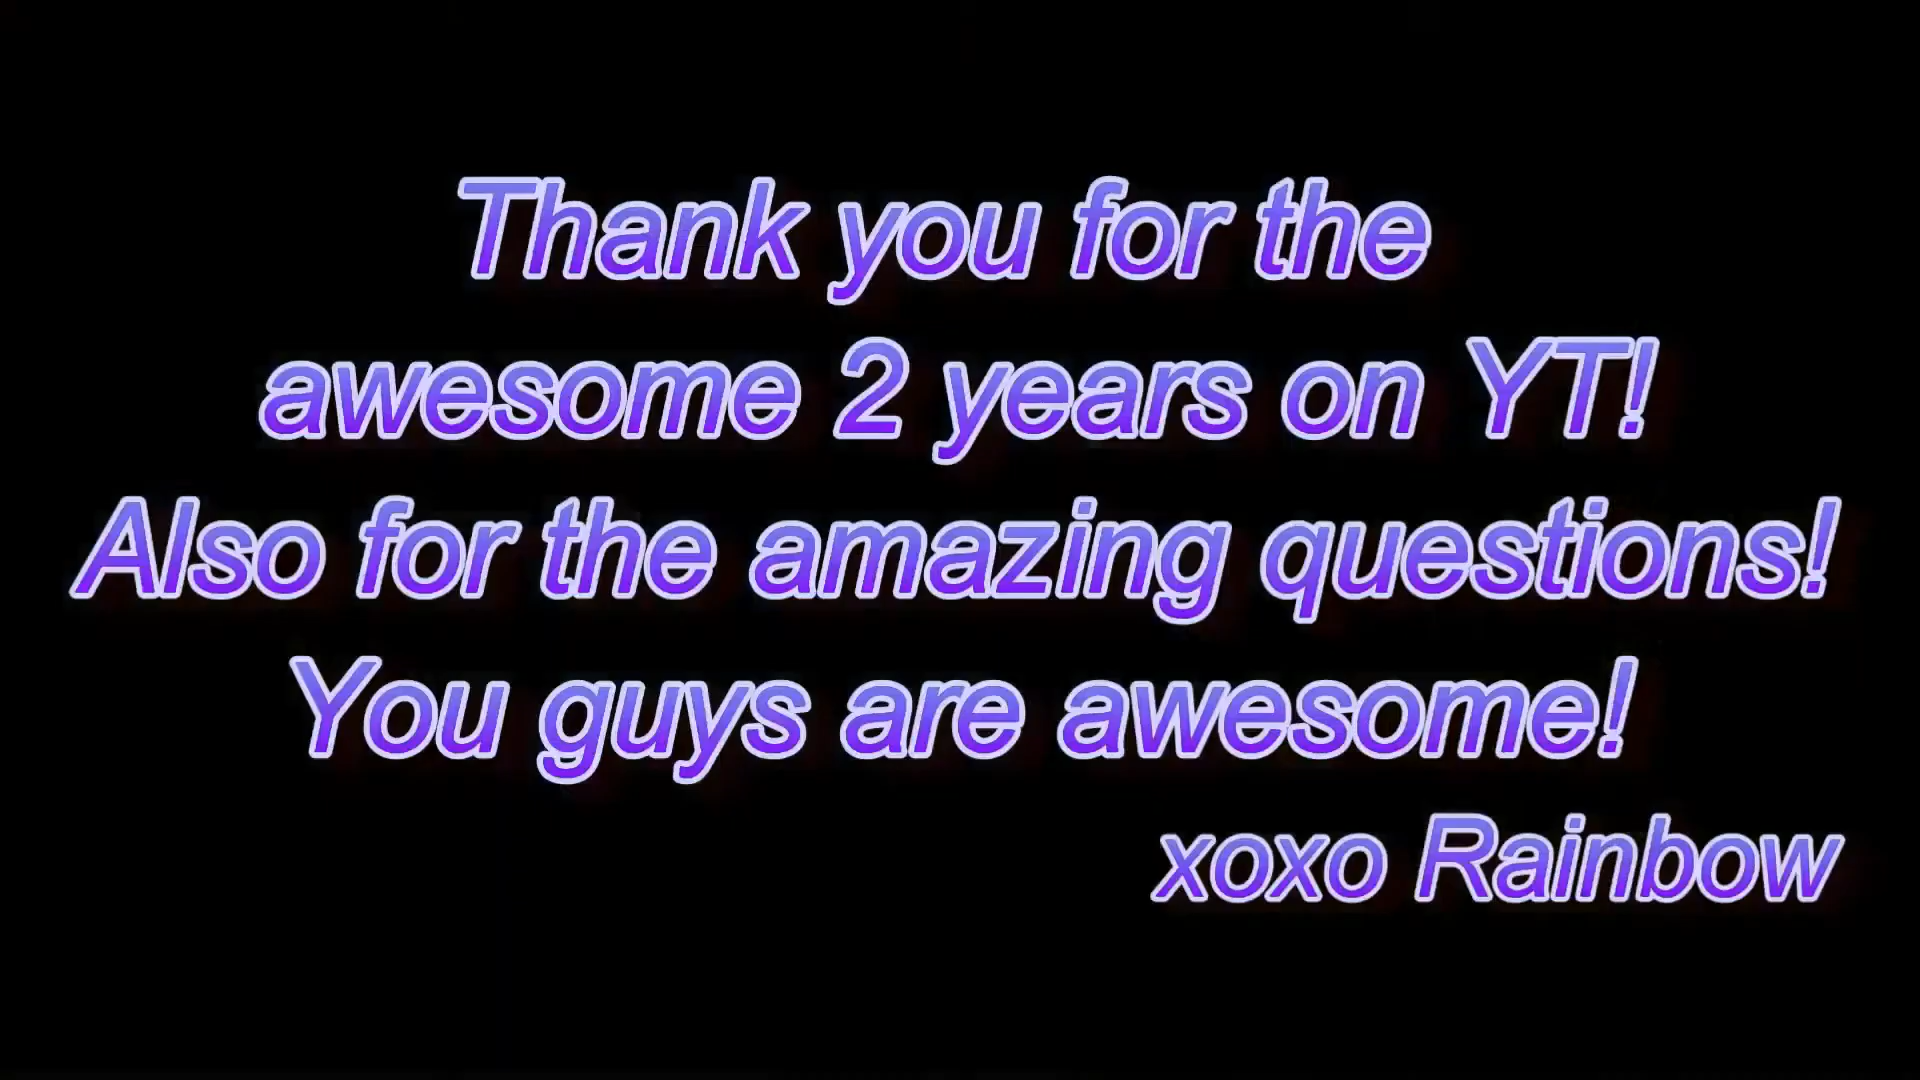 Thank you for the
awesome 2 years on YT!
Also for the amazing questions!
You guys are awesome!
xoxo Rainbow